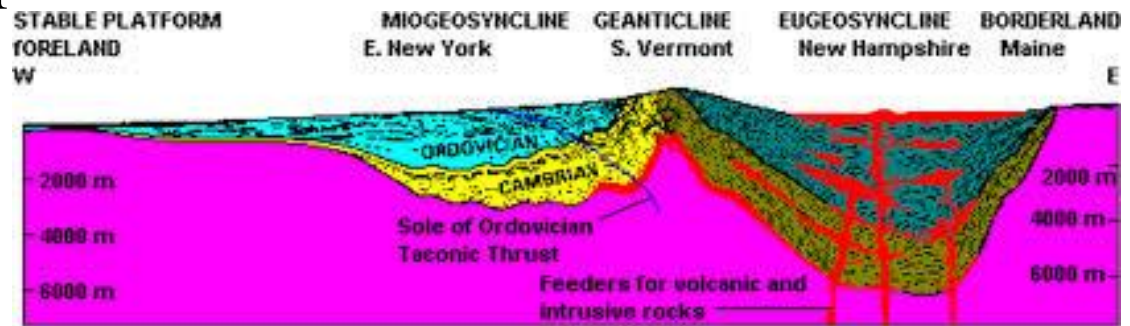 STABLE PLATFORM MIOGEOSYNCLINE GEANTICLINE EUGEOSYNCLINE BORDERLAND
fORELAND E. New York S. Vermont New Hampshire Maine
W E
ORDOVICIAN
CAMBRIAN
2000 m 2000 m
Sole of Ordovician
Taconic Thrust
4000 m 4000 m
Feeders for volcanic and
intrusive rocks
6000 m 6000 m